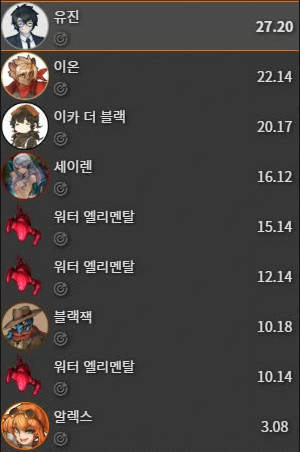 유진
27.20
이온
22.14
이카 더 블랙
20.17
세이렌
16.12
워터 엘리멘탈
15.14
워터 엘리멘탈
12.14
블랙잭
10.18
워터 엘리멘탈
10.14
알렉스
3.08